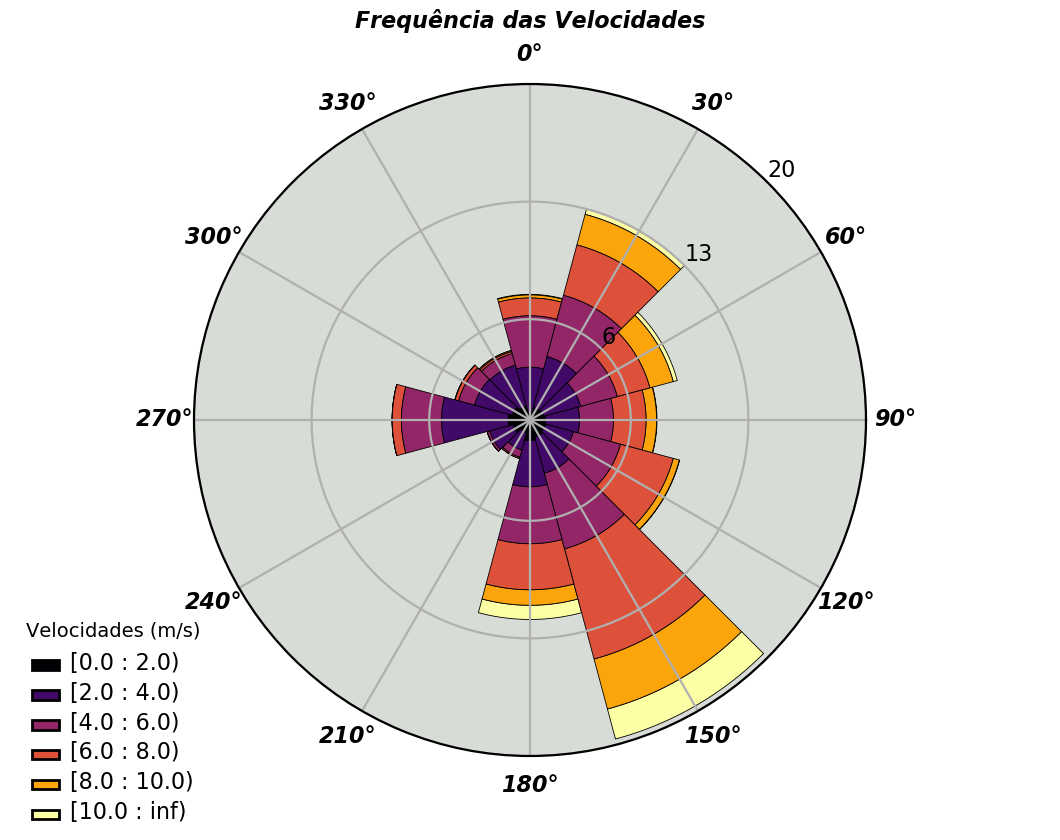 Frequência das Velocidades
0°
330°
30°
20
300°
60°
13
6
270°
90°
240°
120°
210°
150°
180°
Velocidades (m/s)
[0.0 : 2.0)
[2.0 : 4.0)
[4.0 : 6.0)
[6.0 : 8.0)
[8.0 : 10.0)
[10.0 : inf)